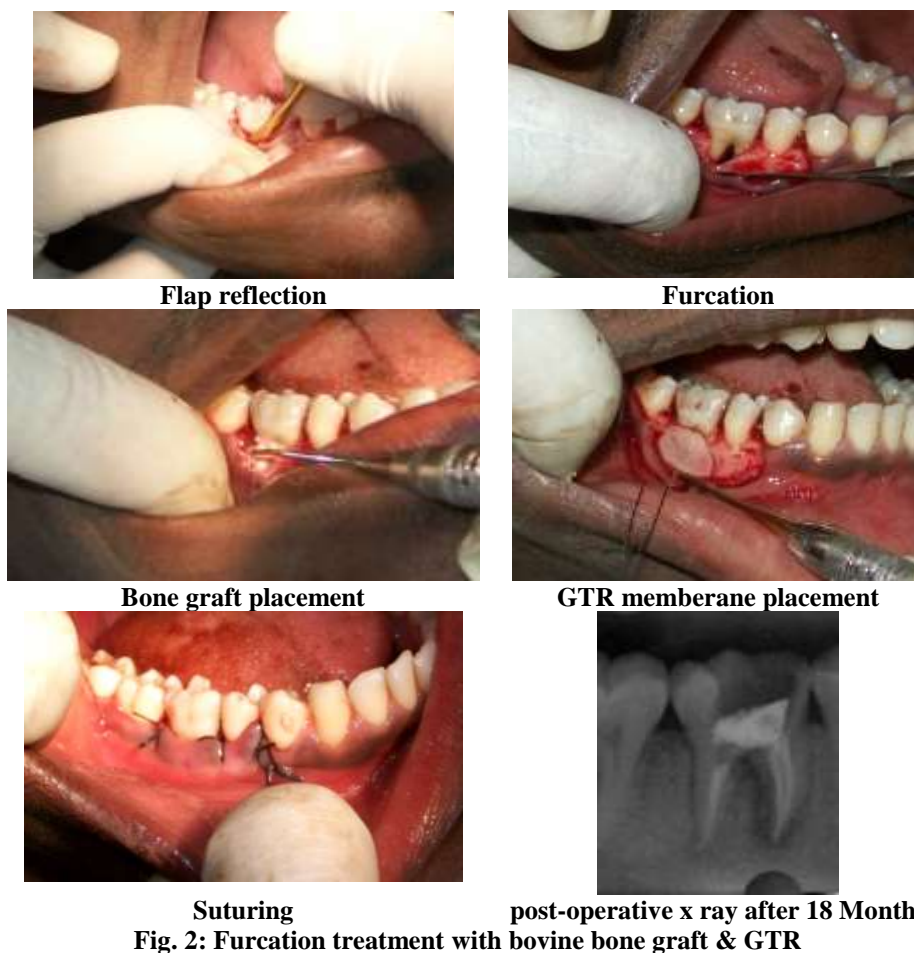 Flap reflection
Furcation
Bone graft placement
GTR memberane placement
Suturing
post-operative x ray after 18 Month
Fig. 2: Furcation treatment with bovine bone graft & GTR